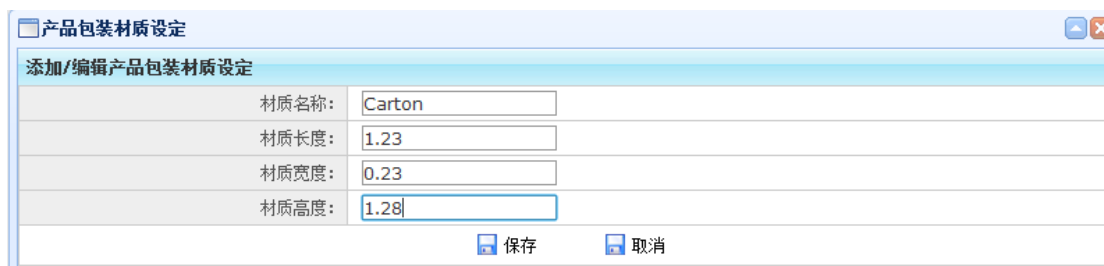 产品包装材质设定
添加/编辑产品包装材质设定
材质名称： Carton
材质长度： 1.23
材质宽度： 0.23
材质高度： 1.28
保存 取消